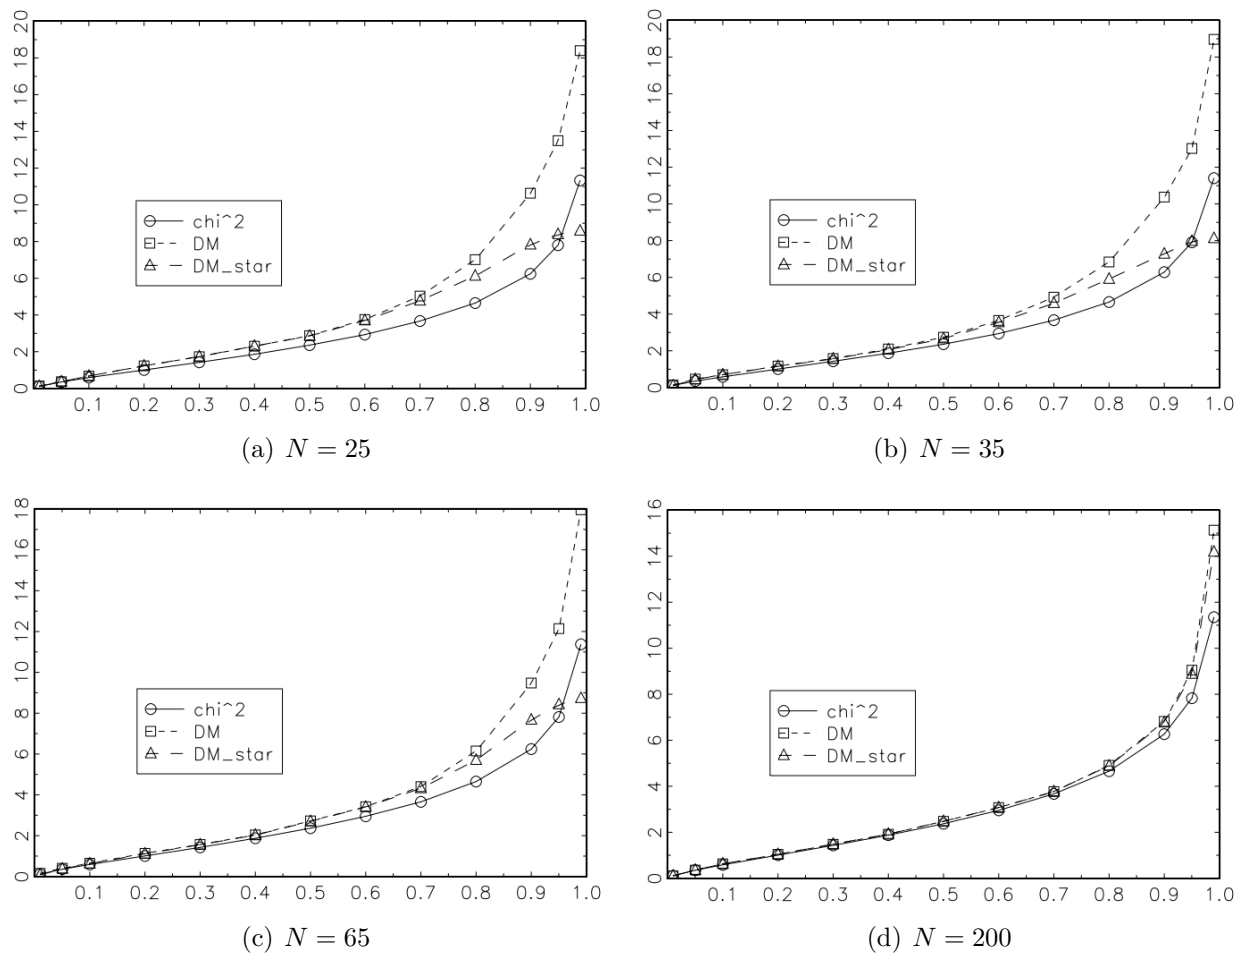 0 2 4 6 8 10 12 14 16 18 20
chi^2
DM
DM_star
0.1 0.2 0.3 0.4 0.5 0.6 0.7 0.8 0.9 1.0
(a) N = 25
0 2 4 6 8 10 12 14 16 18 20
chi^2
DM
DM_star
0.1 0.2 0.3 0.4 0.5 0.6 0.7 0.8 0.9 1.0
(b) N = 35
0 2 4 6 8 10 12 14 16 18
chi^2
DM
DM_star
0.1 0.2 0.3 0.4 0.5 0.6 0.7 0.8 0.9 1.0
(c) N = 65
0 2 4 6 8 10 12 14 16
chi^2
DM
DM_star
0.1 0.2 0.3 0.4 0.5 0.6 0.7 0.8 0.9 1.0
(d) N = 200